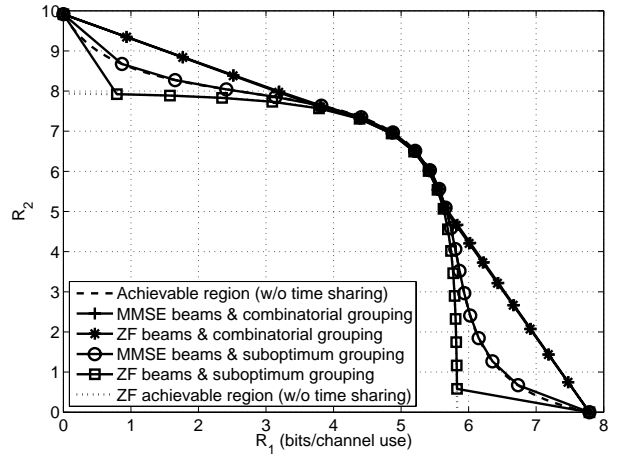 10
9
8
7
6
5
4
3
2
1
0
R2
Achievable region (w/o time sharing)
MMSE beams & combinatorial grouping
ZF beams & combinatorial grouping
MMSE beams & suboptimum grouping
ZF beams & suboptimum grouping
ZF achievable region (w/o time sharing)
0 1 2 3 4 5 6 7 8
R1 (bits/channel use)